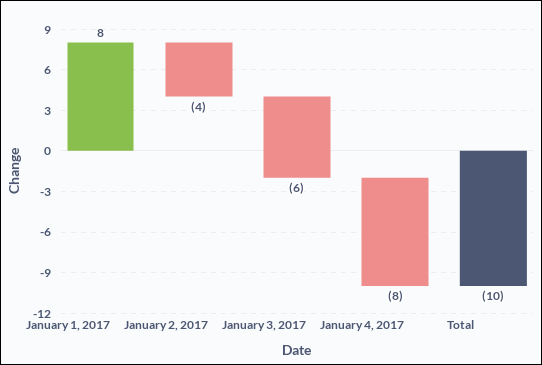 9
8
6
(4)
3
0
(6)
-3
-6
-9
(8)
(10)
-12
January 1, 2017
January 2, 2017
January 3, 2017
January 4, 2017
Total
Change
Date